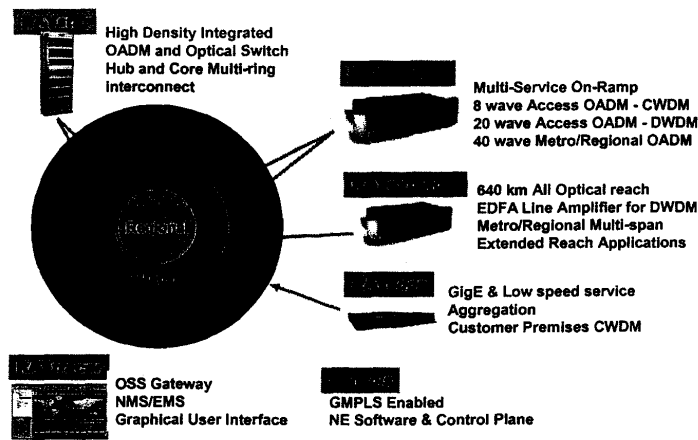 High Density Integrated
OADM and Optical Switch
Hub and Core Multi-ring
interconnect
Multi-Service On-Ramp
8 wave Access OADM - CWDM
20 wave Access OADM - DWDM
40 wave Metro/Regional OADM
640 km All Optical reach
EDFA Line Amplifier for DWDM
Metro/Regional Multi-span
Extended Reach Applications
GigE & Low speed service
Aggregation
Customer Premises CWDM
OSS Gateway
NMS/EMS
Graphical User Interface
GMPLS Enabled
NE Software & Control Plane